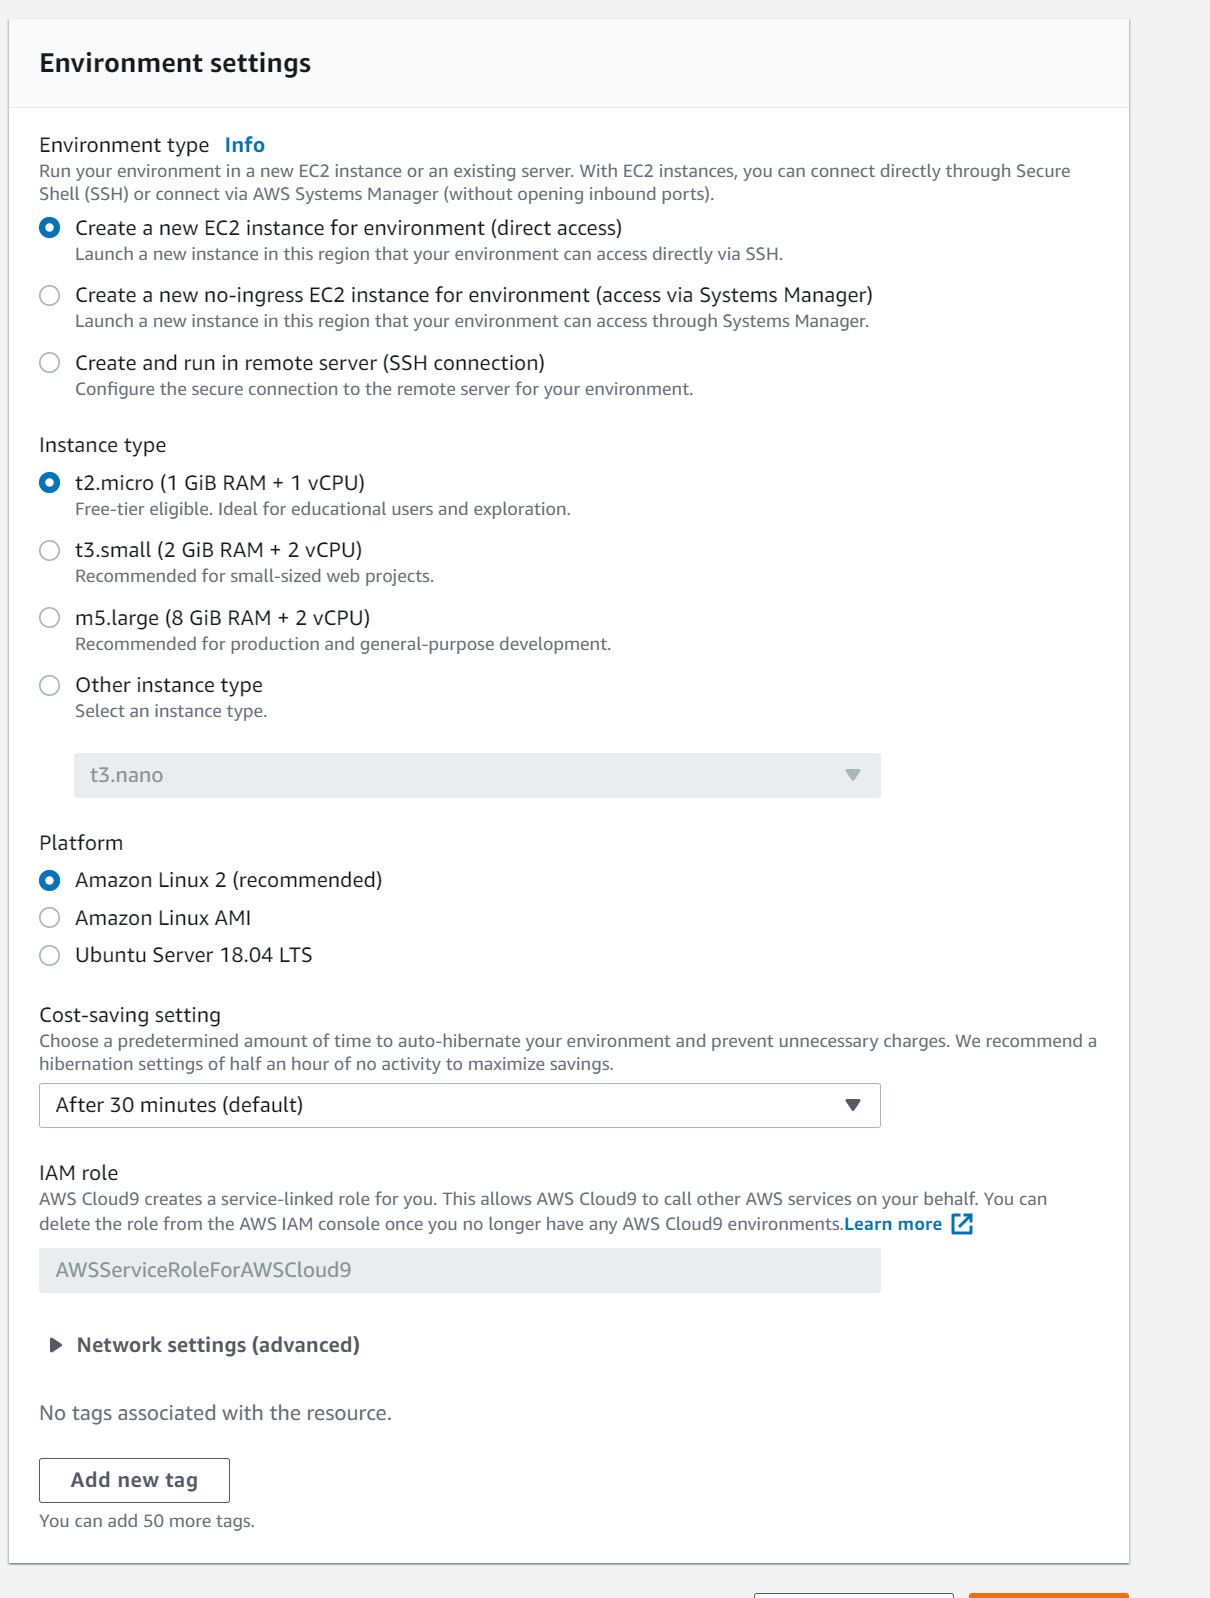 Environment settings
Environment type Info
Run your environment in a new EC2 instance or an existing server. With EC2 instances, you can connect directly through Secure
Shell (SSH) or connect via AWS Systems Manager (without opening inbound ports).
Create a new EC2 instance for environment (direct access)
Launch a new instance in this region that your environment can access directly via SSH.
Create a new no-ingress EC2 instance for environment (access via Systems Manager)
Launch a new instance in this region that your environment can access through Systems Manager.
Create and run in remote server (SSH connection)
Configure the secure connection to the remote server for your environment.
Instance type
t2.micro (1 GiB RAM + 1 vCPU)
Free-tier eligible. Ideal for educational users and exploration.
t3.small (2 GiB RAM + 2 vCPU)
Recommended for small-sized web projects.
m5.large (8 GiB RAM + 2 vCPU)
Recommended for production and general-purpose development.
Other instance type
Select an instance type.
t3.nano
Platform
Amazon Linux 2 (recommended)
Amazon Linux AMI
Ubuntu Server 18.04 LTS
Cost-saving setting
Choose a predetermined amount of time to auto-hibernate your environment and prevent unnecessary charges. We recommend a
hibernation settings of half an hour of no activity to maximize savings.
After 30 minutes (default)
IAM role
AWS Cloud9 creates a service-linked role for you. This allows AWS Cloud9 to call other AWS services on your behalf. You can
delete the role from the AWS IAM console once you no longer have any AWS Cloud9 environments.Learn more
AWSServiceRoleForAWSCloud9
Network settings (advanced)
No tags associated with the resource.
Add new tag
You can add 50 more tags.